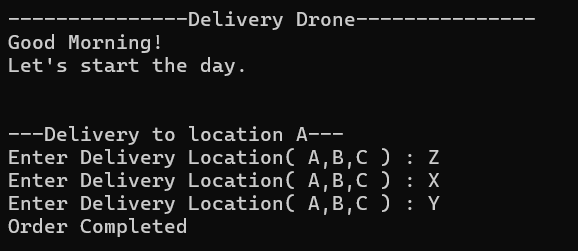 ---------------Delivery Drone---------------
Good Morning!
Let's start the day.
---Delivery to location A---
Enter Delivery Location( A,B,C ) : Z
Enter Delivery Location( A,B,C ) : X
Enter Delivery Location( A,B,C ) : Y
Order Completed